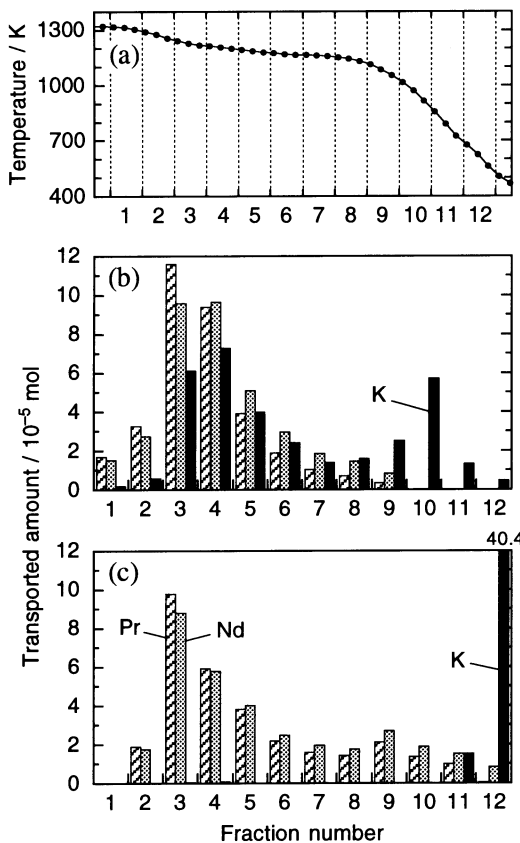 1300
1000
700
400
Temperature / K
(a)
1 2 3 4 5 6 7 8 9 10 11 12
12
10
8
6
4
2
0
(b)
K
1 2 3 4 5 6 7 8 9 10 11 12
Transported amount / 10⁻⁵ mol
40.4
12
10
8
6
4
2
0
(c)
Pr
Nd
K
1 2 3 4 5 6 7 8 9 10 11 12
Fraction number